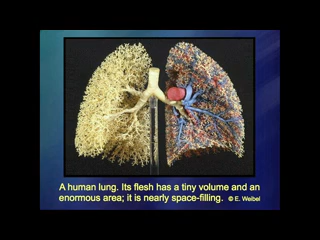 A human lung. Its flesh has a tiny volume and an
enormous area; it is nearly space-filling. © E. Weibel